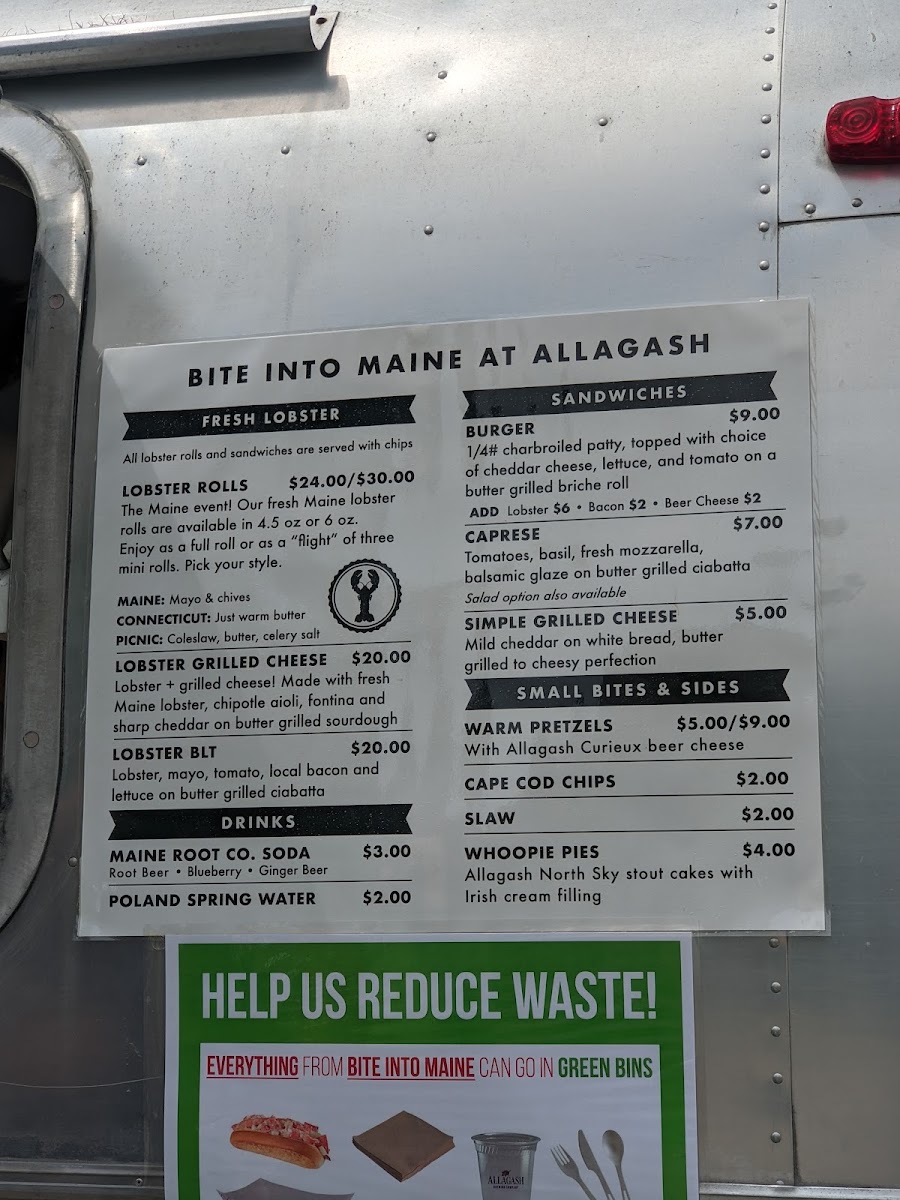 BITE INTO MAINE AT ALLAGASH
FRESH LOBSTER
All lobster rolls and sandwiches are served with chips
LOBSTER ROLLS $24.00/$30.00
The Maine event! Our fresh Maine lobster
rolls are available in 4.5 oz or 6 oz.
Enjoy as a full roll or as a "flight" of three
mini rolls. Pick your style.
MAINE: Mayo & chives
CONNECTICUT: Just warm butter
PICNIC: Coleslaw, butter, celery salt
LOBSTER GRILLED CHEESE $20.00
Lobster + grilled cheese! Made with fresh
Maine lobster, chipotle aioli, fontina and
sharp cheddar on butter grilled sourdough
LOBSTER BLT $20.00
Lobster, mayo, tomato, local bacon and
lettuce on butter grilled ciabatta
DRINKS
MAINE ROOT CO. SODA $3.00
Root Beer • Blueberry • Ginger Beer
POLAND SPRING WATER $2.00
SANDWICHES
BURGER $9.00
1/4# charbroiled patty, topped with choice
of cheddar cheese, lettuce, and tomato on a
butter grilled briche roll
ADD Lobster $6 • Bacon $2 • Beer Cheese $2
CAPRESE $7.00
Tomatoes, basil, fresh mozzarella,
balsamic glaze on butter grilled ciabatta
Salad option also available
SIMPLE GRILLED CHEESE $5.00
Mild cheddar on white bread, butter
grilled to cheesy perfection
SMALL BITES & SIDES
WARM PRETZELS $5.00/$9.00
With Allagash Curieux beer cheese
CAPE COD CHIPS $2.00
SLAW $2.00
WHOOPIE PIES $4.00
Allagash North Sky stout cakes with
Irish cream filling
HELP US REDUCE WASTE!
EVERYTHING FROM BITE INTO MAINE CAN GO IN GREEN BINS
ALLAGASH